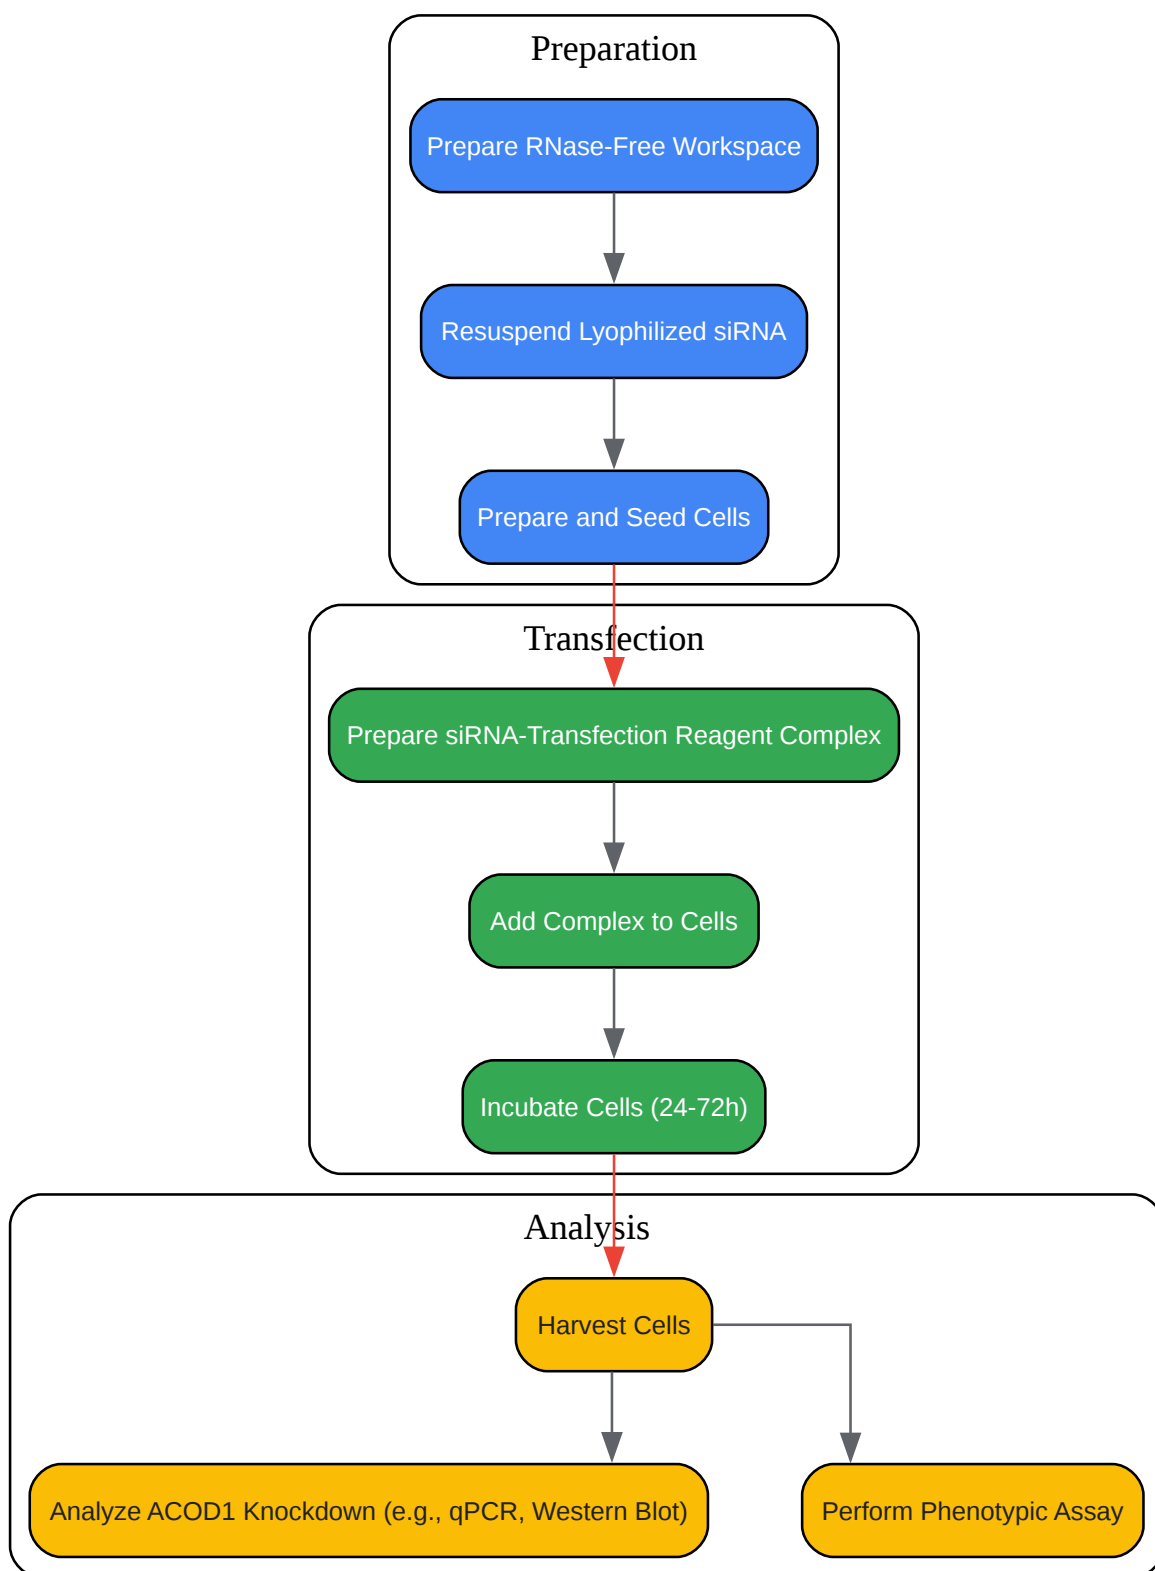 Preparation
Prepare RNase-Free Workspace
Resuspend Lyophilized siRNA
Prepare and Seed Cells
Transfection
Prepare siRNA-Transfection Reagent Complex
Add Complex to Cells
Incubate Cells (24-72h)
Analysis
Harvest Cells
Analyze ACOD1 Knockdown (e.g., qPCR, Western Blot)
Perform Phenotypic Assay